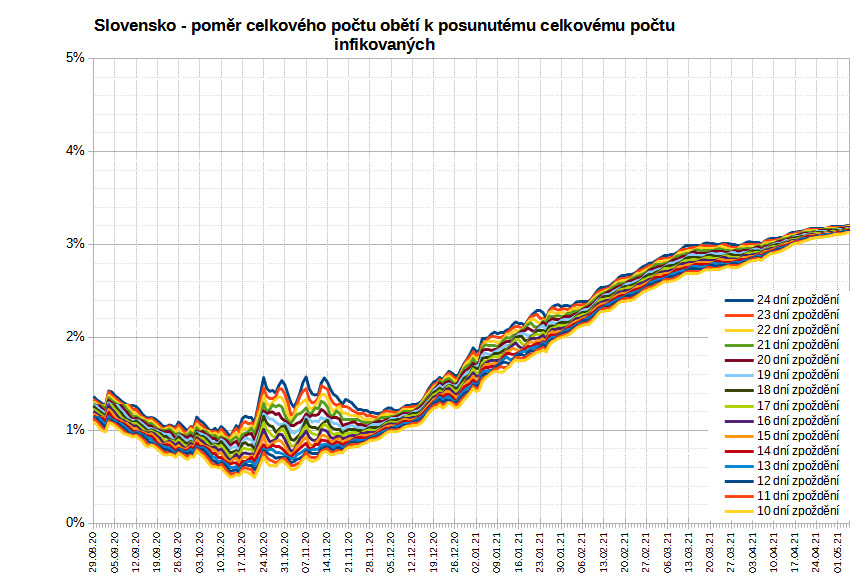 Slovensko - poměr celkového počtu obětí k posunutému celkovému počtu
infikovaných
5%
4%
3%
2%
1%
0%
24 dní zpoždění
23 dní zpoždění
22 dní zpoždění
21 dní zpoždění
20 dní zpoždění
19 dní zpoždění
18 dní zpoždění
17 dní zpoždění
16 dní zpoždění
15 dní zpoždění
14 dní zpoždění
13 dní zpoždění
12 dní zpoždění
11 dní zpoždění
10 dní zpoždění
29.08.20
05.09.20
12.09.20
19.09.20
26.09.20
03.10.20
10.10.20
17.10.20
24.10.20
31.10.20
07.11.20
14.11.20
21.11.20
28.11.20
05.12.20
12.12.20
19.12.20
26.12.20
02.01.21
09.01.21
16.01.21
23.01.21
30.01.21
06.02.21
13.02.21
20.02.21
27.02.21
06.03.21
13.03.21
20.03.21
27.03.21
03.04.21
10.04.21
17.04.21
24.04.21
01.05.21